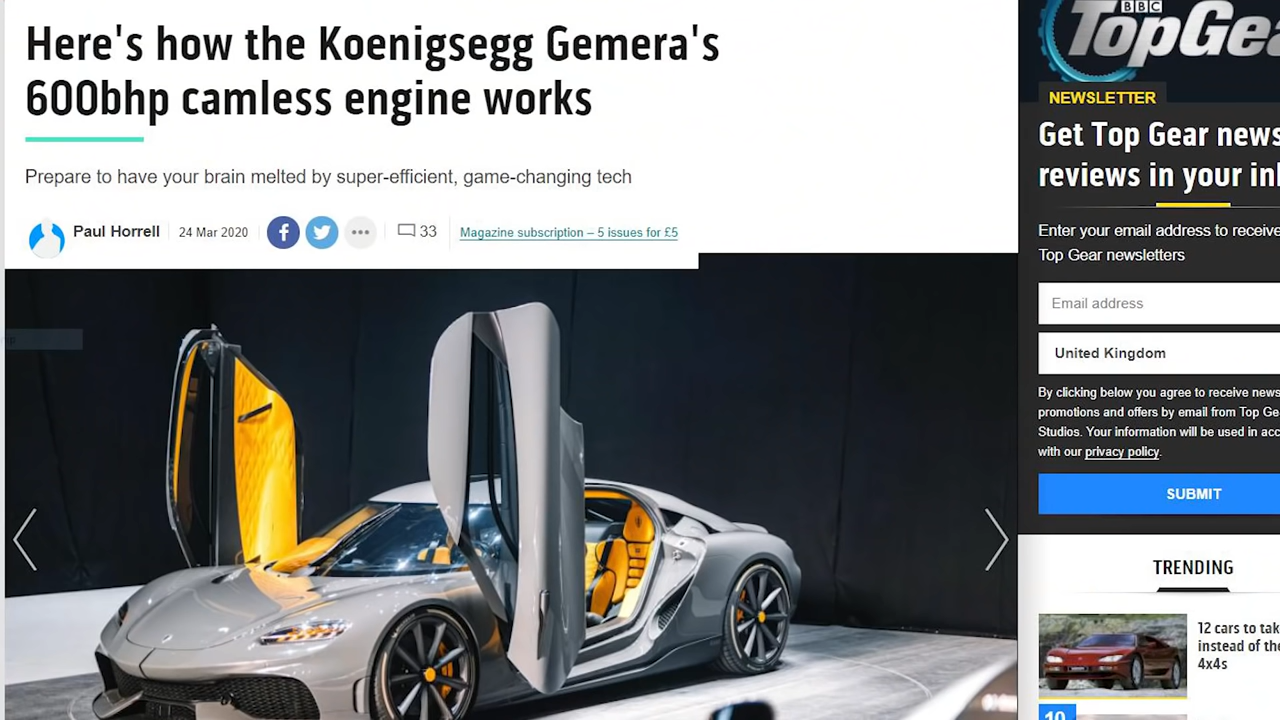 Here's how the Koenigsegg Gemera's
600bhp camless engine works
Prepare to have your brain melted by super-efficient, game-changing tech
Paul Horrell
24 Mar 2020
33
Magazine subscription – 5 issues for £5
BBC
TopGea
NEWSLETTER
Get Top Gear news
reviews in your in
Enter your email address to receive
Top Gear newsletters
Email address
United Kingdom
By clicking below you agree to receive news
promotions and offers by email from Top Ge
Studios. Your information will be used in acc
with our privacy policy.
SUBMIT
TRENDING
12 cars to tak
instead of the
4x4s
10